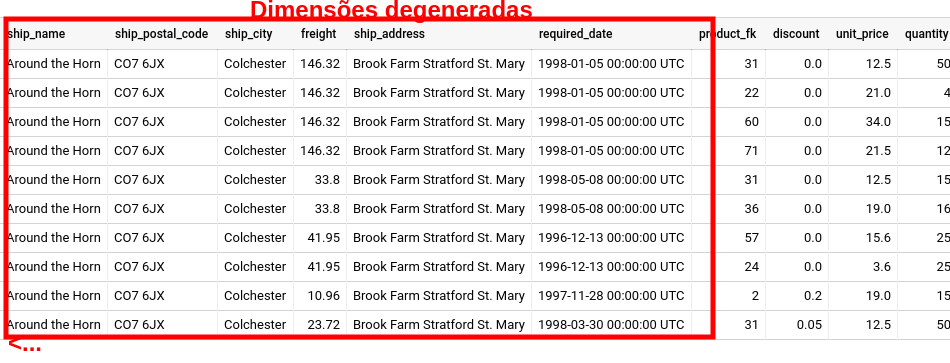 Dimensões degeneradas
ship_name ship_postal_code ship_city freight ship_address required_date product_fk discount unit_price quantity
Around the Horn CO7 6JX Colchester 146.32 Brook Farm Stratford St. Mary 1998-01-05 00:00:00 UTC 31 0.0 12.5 50
Around the Horn CO7 6JX Colchester 146.32 Brook Farm Stratford St. Mary 1998-01-05 00:00:00 UTC 22 0.0 21.0 4
Around the Horn CO7 6JX Colchester 146.32 Brook Farm Stratford St. Mary 1998-01-05 00:00:00 UTC 60 0.0 34.0 15
Around the Horn CO7 6JX Colchester 146.32 Brook Farm Stratford St. Mary 1998-01-05 00:00:00 UTC 71 0.0 21.5 12
Around the Horn CO7 6JX Colchester 33.8 Brook Farm Stratford St. Mary 1998-05-08 00:00:00 UTC 31 0.0 12.5 15
Around the Horn CO7 6JX Colchester 33.8 Brook Farm Stratford St. Mary 1998-05-08 00:00:00 UTC 36 0.0 19.0 16
Around the Horn CO7 6JX Colchester 41.95 Brook Farm Stratford St. Mary 1996-12-13 00:00:00 UTC 57 0.0 15.6 25
Around the Horn CO7 6JX Colchester 41.95 Brook Farm Stratford St. Mary 1996-12-13 00:00:00 UTC 24 0.0 3.6 25
Around the Horn CO7 6JX Colchester 10.96 Brook Farm Stratford St. Mary 1997-11-28 00:00:00 UTC 2 0.2 19.0 15
Around the Horn CO7 6JX Colchester 23.72 Brook Farm Stratford St. Mary 1998-03-30 00:00:00 UTC 31 0.05 12.5 50
<...